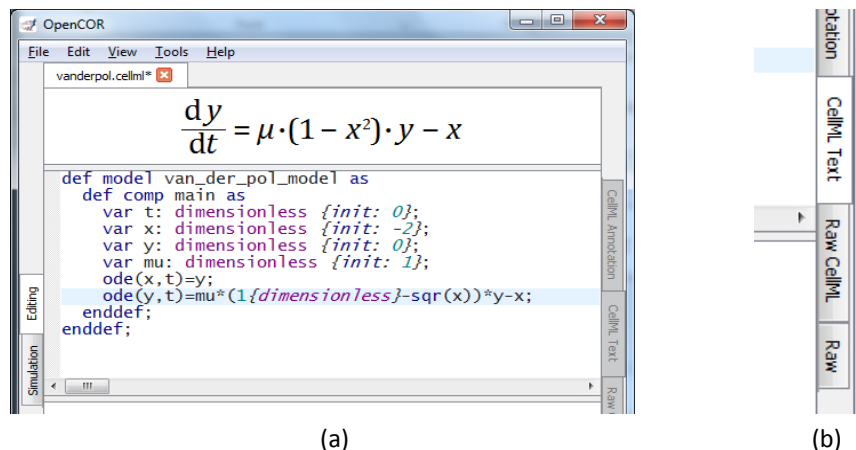 OpenCOR
File Edit View Tools Help
vanderpol.cellml*
dy/dt = μ·(1 − x²)·y − x
def model van_der_pol_model as
def comp main as
var t: dimensionless {init: 0};
var x: dimensionless {init: -2};
var y: dimensionless {init: 0};
var mu: dimensionless {init: 1};
ode(x,t)=y;
ode(y,t)=mu*(1{dimensionless}-sqr(x))*y-x;
enddef;
enddef;
Editing
Simulation
CellML Annotation
CellML Text
Raw
(a)
CellML Text
Raw CellML
Raw
(b)